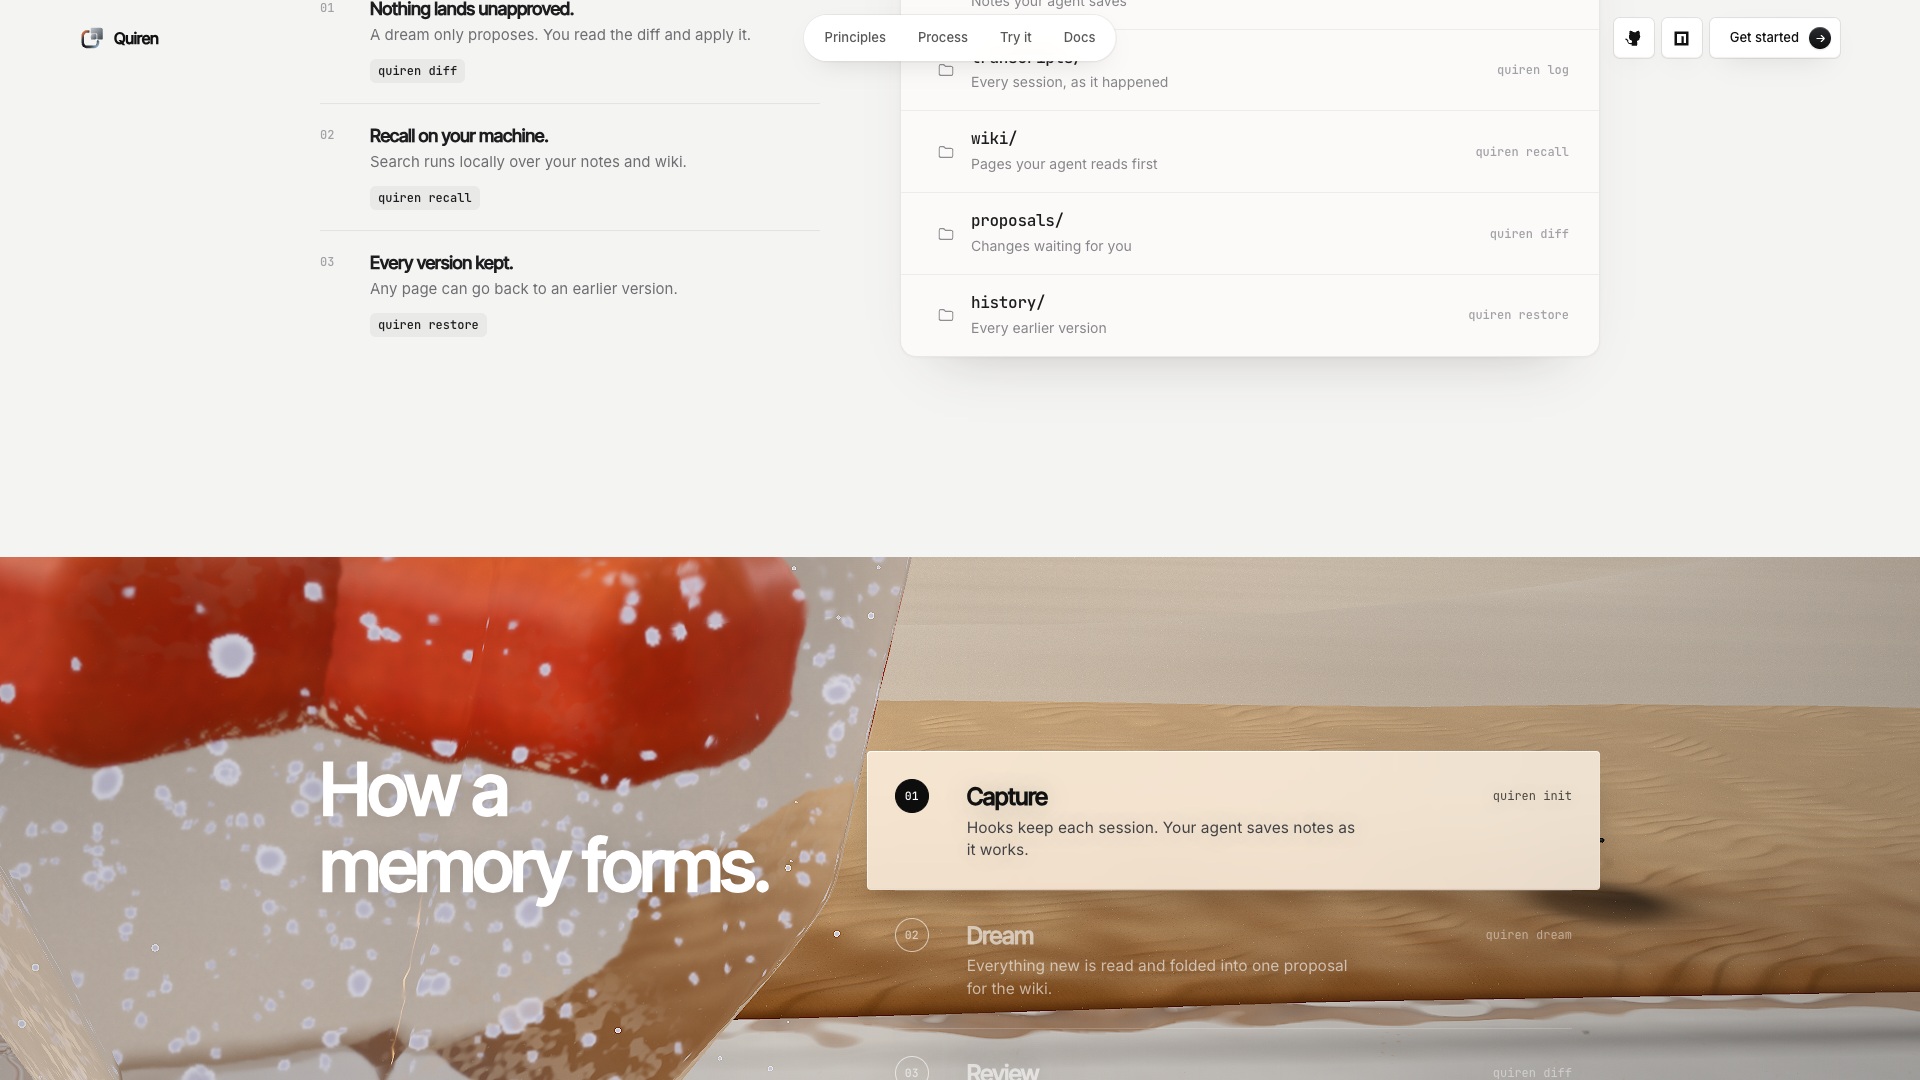 Quiren
Principles
Process
Try it
Docs
Get started
01
Nothing lands unapproved.
A dream only proposes. You read the diff and apply it.
quiren diff
02
Recall on your machine.
Search runs locally over your notes and wiki.
quiren recall
03
Every version kept.
Any page can go back to an earlier version.
quiren restore
Notes your agent saves
transcripts/
Every session, as it happened
quiren log
wiki/
Pages your agent reads first
quiren recall
proposals/
Changes waiting for you
quiren diff
history/
Every earlier version
quiren restore
How a
memory forms.
01
Capture
quiren init
Hooks keep each session. Your agent saves notes as
it works.
02
Dream
quiren dream
Everything new is read and folded into one proposal
for the wiki.
03
Review
quiren diff